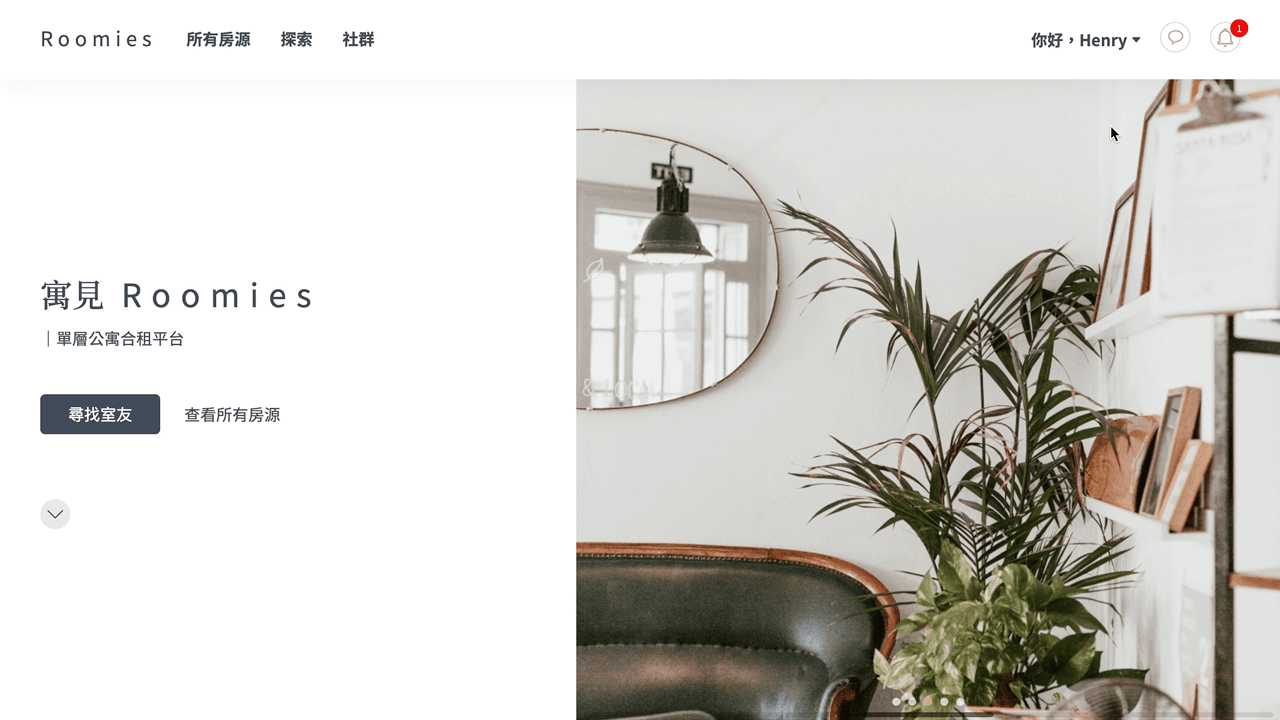 Roomies
所有房源
探索
社群
你好，Henry
1
寓見 Roomies
｜單層公寓合租平台
尋找室友
查看所有房源